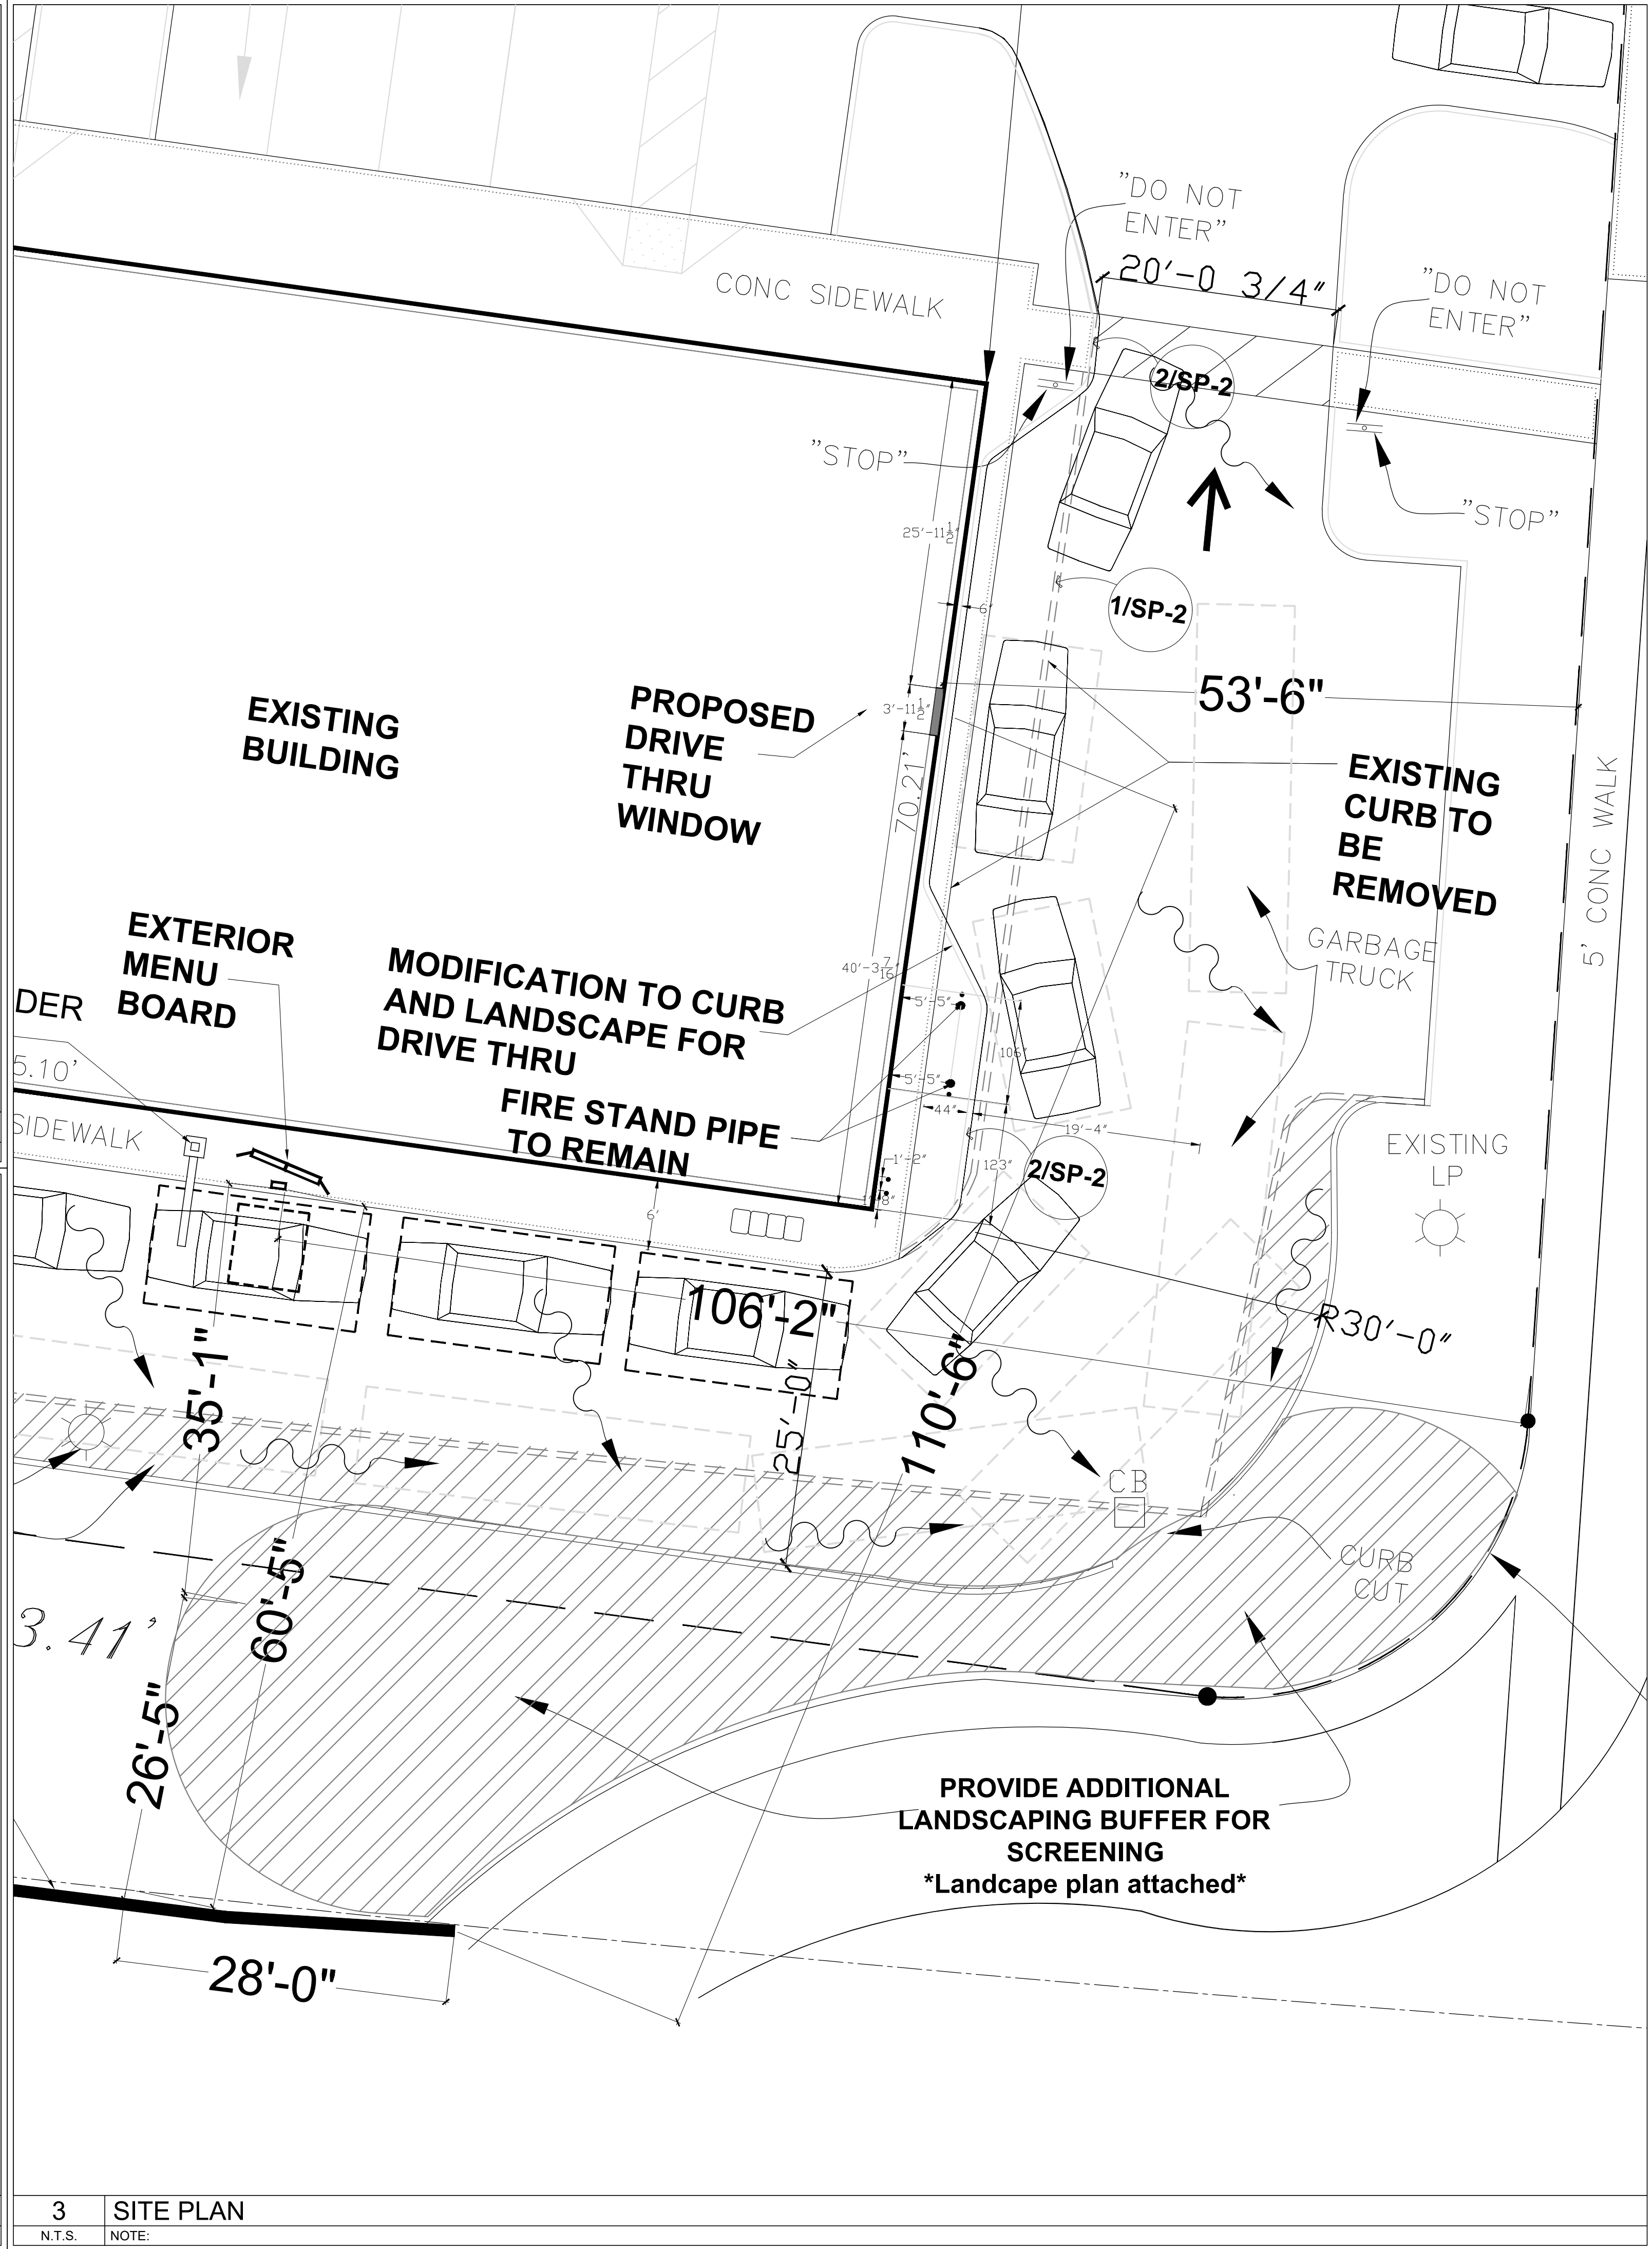 "DO NOT
ENTER"
20'-0 3/4"
"DO NOT
ENTER"
CONC SIDEWALK
2/SP-2
"STOP"
"STOP"
25'-11 1/2"
6"
1/SP-2
53'-6"
EXISTING
BUILDING
PROPOSED
DRIVE
THRU
WINDOW
3'-11 1/2"
70.21'
EXISTING
CURB TO
BE
REMOVED
5' CONC WALK
EXTERIOR
MENU
BOARD
MODIFICATION TO CURB
AND LANDSCAPE FOR
DRIVE THRU
40'-3 7/16"
GARBAGE
TRUCK
DER
5.10'
5'-5"
106"
5'-5"
44"
19'-4"
FIRE STAND PIPE
TO REMAIN
SIDEWALK
EXISTING
LP
1'-2"
123"
2/SP-2
6'
106'-2"
R30'-0"
35'-1"
25'-0"
110'-6"
CB
CURB
CUT
60'-5"
3.41'
26'-5"
PROVIDE ADDITIONAL
LANDSCAPING BUFFER FOR
SCREENING
*Landcape plan attached*
28'-0"
3 SITE PLAN
N.T.S. NOTE: